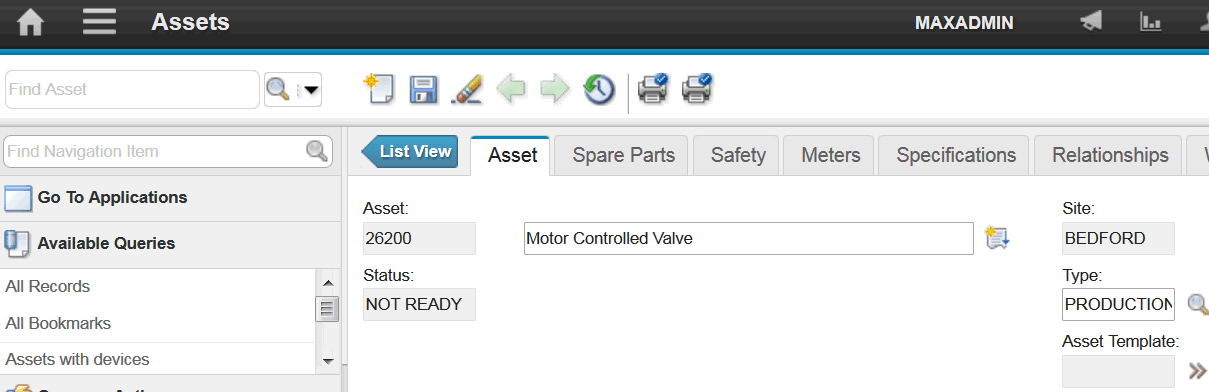 Assets MAXADMIN
Find Asset
Find Navigation Item
Go To Applications
Available Queries
All Records
All Bookmarks
Assets with devices
List View Asset Spare Parts Safety Meters Specifications Relationships
Asset: Site:
26200 Motor Controlled Valve BEDFORD
Status: Type:
NOT READY PRODUCTION
Asset Template: